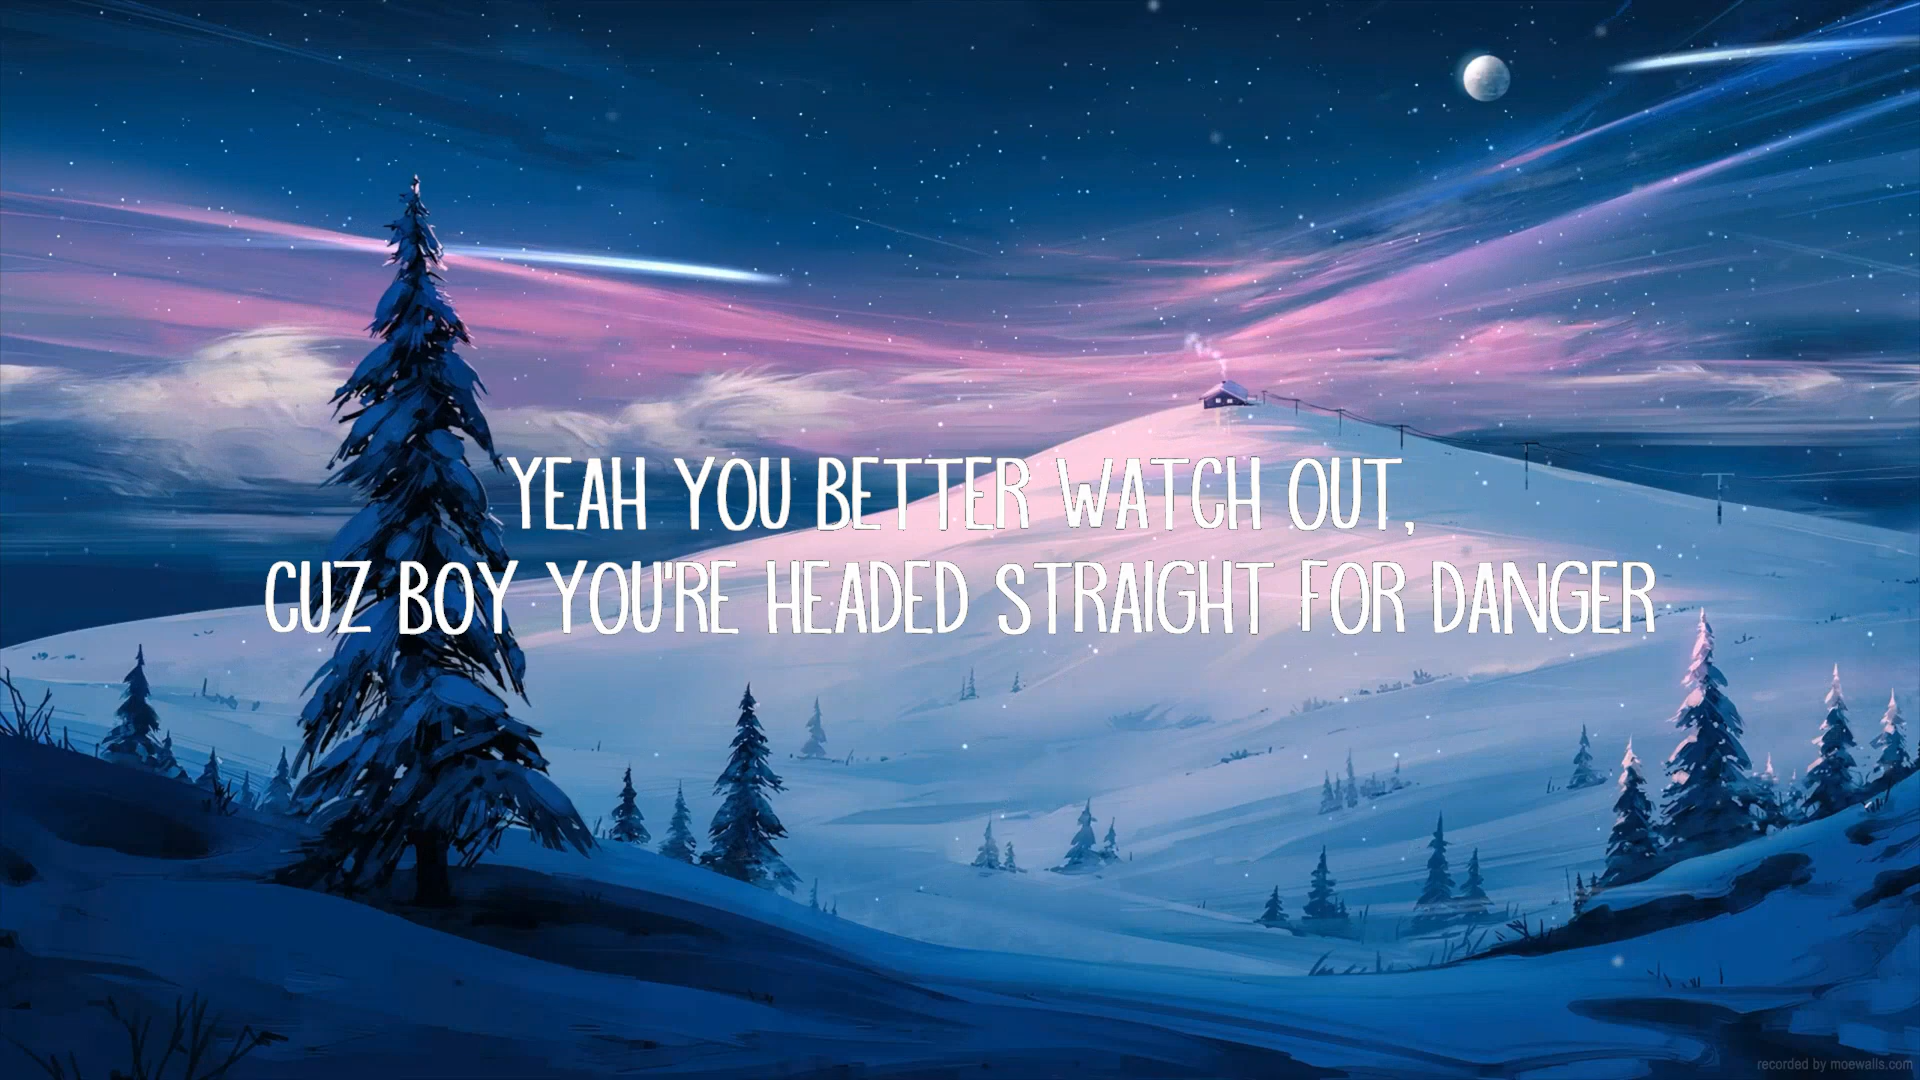 YEAH YOU BETTER WATCH OUT,
CUZ BOY YOU'RE HEADED STRAIGHT FOR DANGER
recorded by moewalls.com